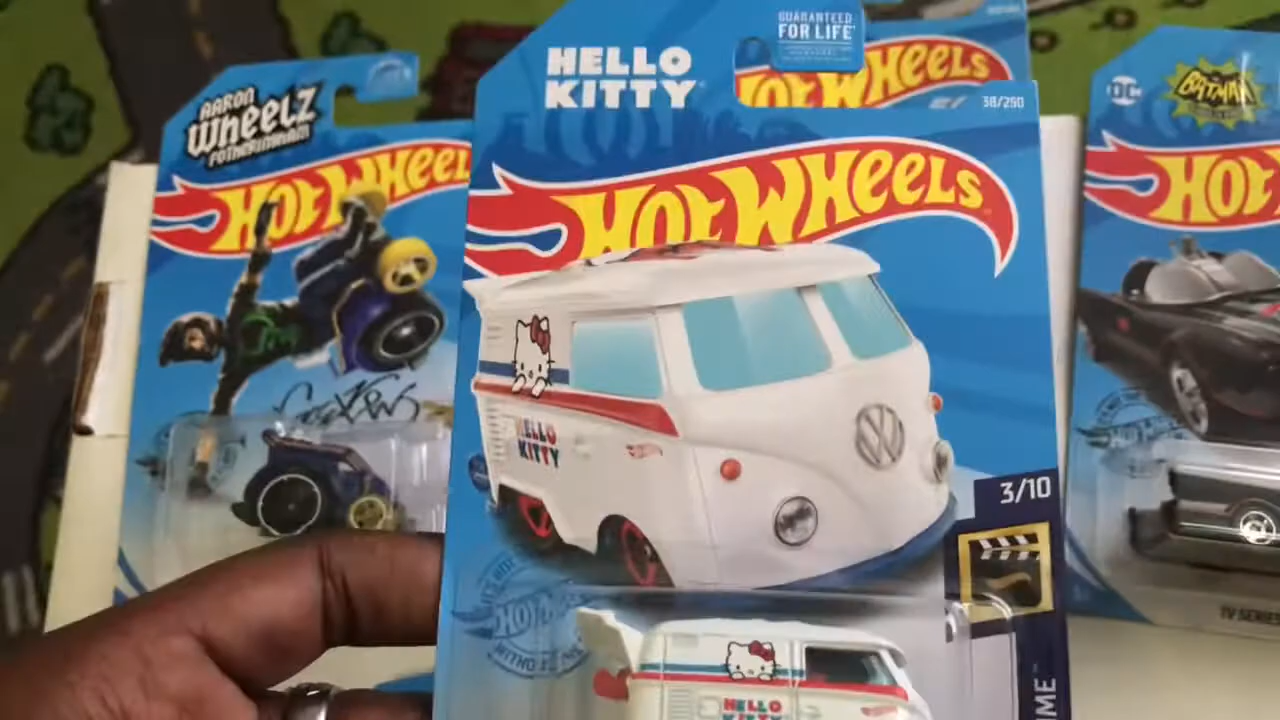 AARON
WHEELZ
FOTHERINGHAM
HOT WHEEL
HELLO
KITTY
GUARANTEED
FOR LIFE
HOT WHEELS
38/250
HOT WHEELS
HELLO
KITTY
3/10
HELLO
KITTY
DC
BATMAN
HOT
TV SERIES